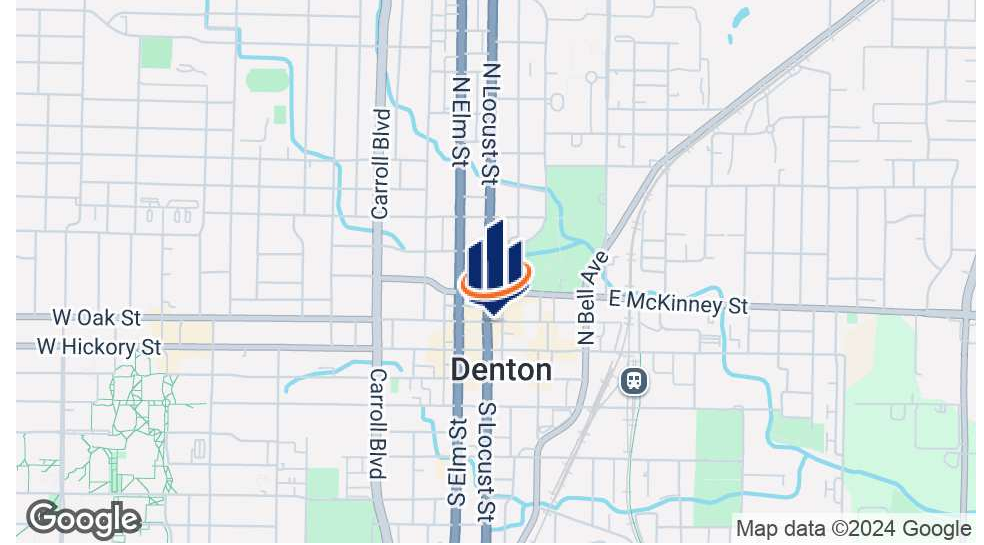 N Elm St
N Locust St
Carroll Blvd
N Bell Ave
E McKinney St
W Oak St
W Hickory St
Denton
Carroll Blvd
S Elm St
S Locust St
Google
Map data ©2024 Google